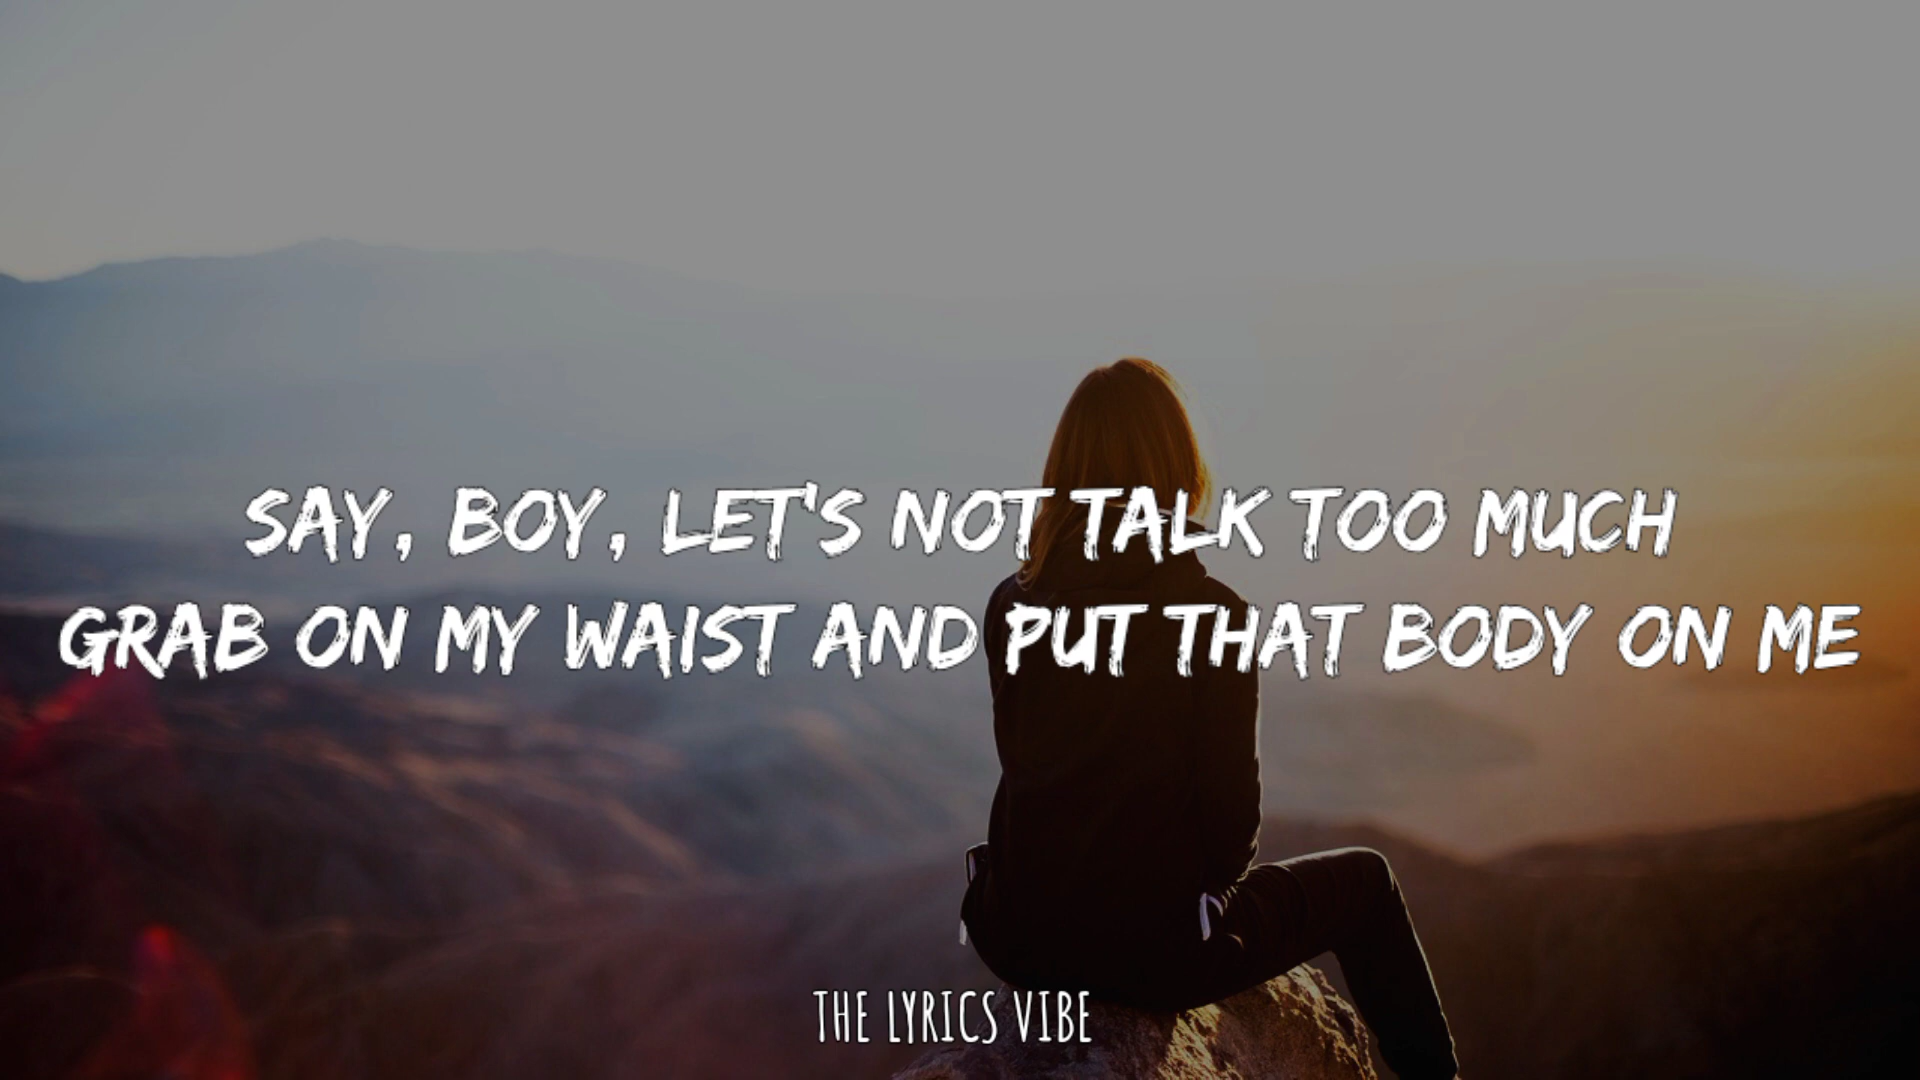 SAY, BOY, LET'S NOT TALK TOO MUCH
GRAB ON MY WAIST AND PUT THAT BODY ON ME
THE LYRICS VIBE